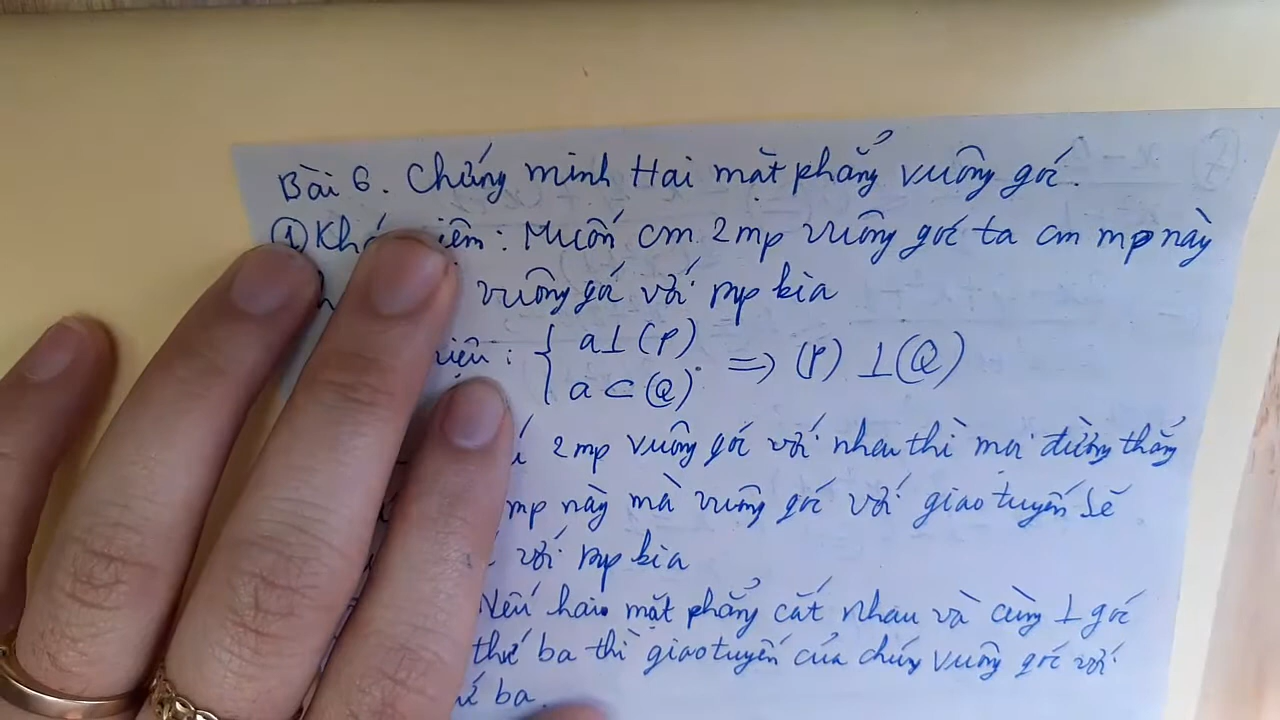 Bài 6. Chứng minh Hai mặt phẳng vuông góc.
① : Muốn cm 2mp vuông góc ta cm mp này
vuông góc với mp kia
: { a⊥(P) a⊂(Q) => (P) ⊥(Q)
2mp vuông góc với nhau thì mọi đường thẳng
mp này mà vuông góc với giao tuyến sẽ
với mp kia
Nếu hai mặt phẳng cắt nhau và cùng ⊥ góc
thứ ba thì giao tuyến của chúng vuông góc với
ba.